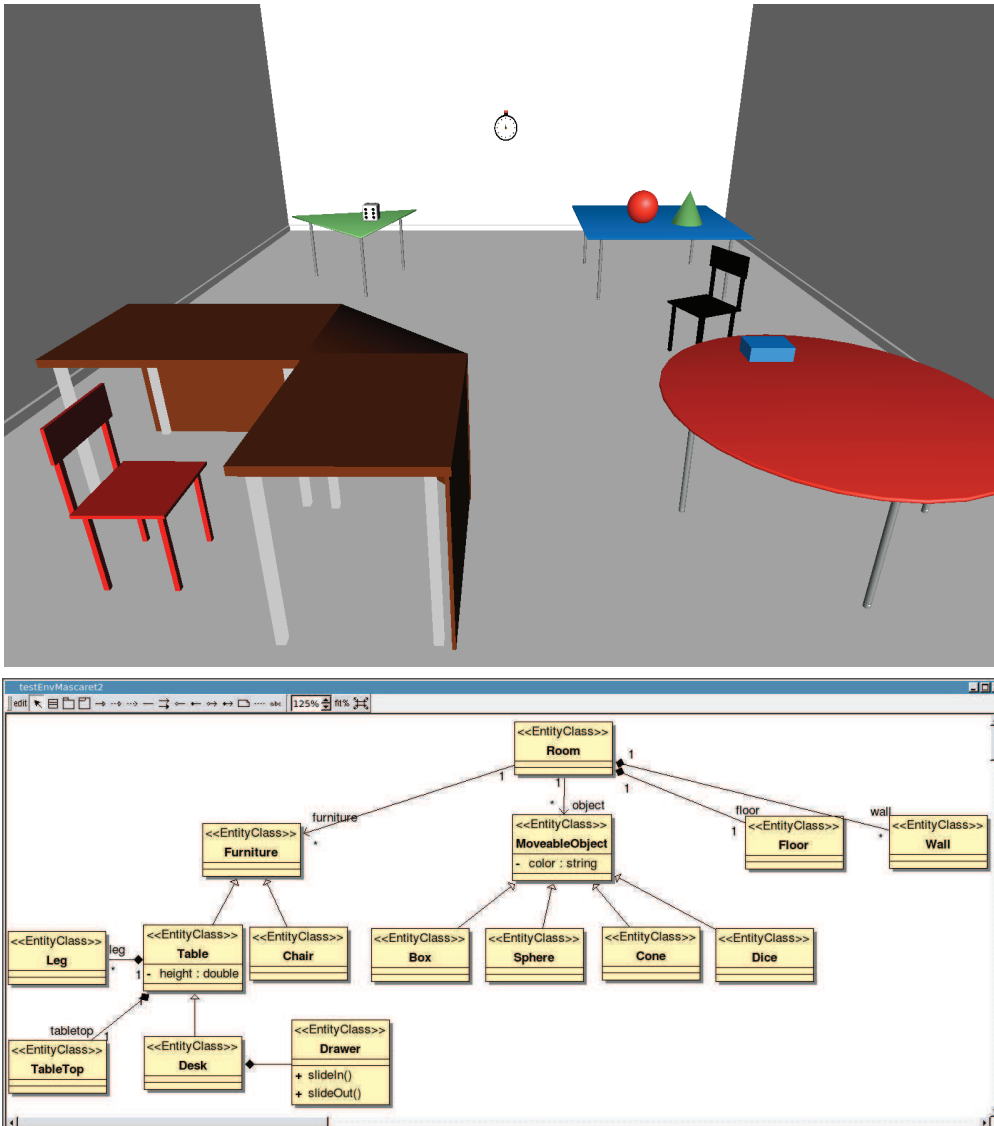 testEnvMascaret2
edit
abc
125%
fit%
<<EntityClass>>
Room
1
1
1
1
furniture
*
*
object
floor
1
wall
*
<<EntityClass>>
Furniture
<<EntityClass>>
MoveableObject
- color : string
<<EntityClass>>
Floor
<<EntityClass>>
Wall
<<EntityClass>>
Leg
leg
*
1
<<EntityClass>>
Table
- height : double
<<EntityClass>>
Chair
<<EntityClass>>
Box
<<EntityClass>>
Sphere
<<EntityClass>>
Cone
<<EntityClass>>
Dice
tabletop
1
<<EntityClass>>
TableTop
<<EntityClass>>
Desk
<<EntityClass>>
Drawer
+ slideIn()
+ slideOut()